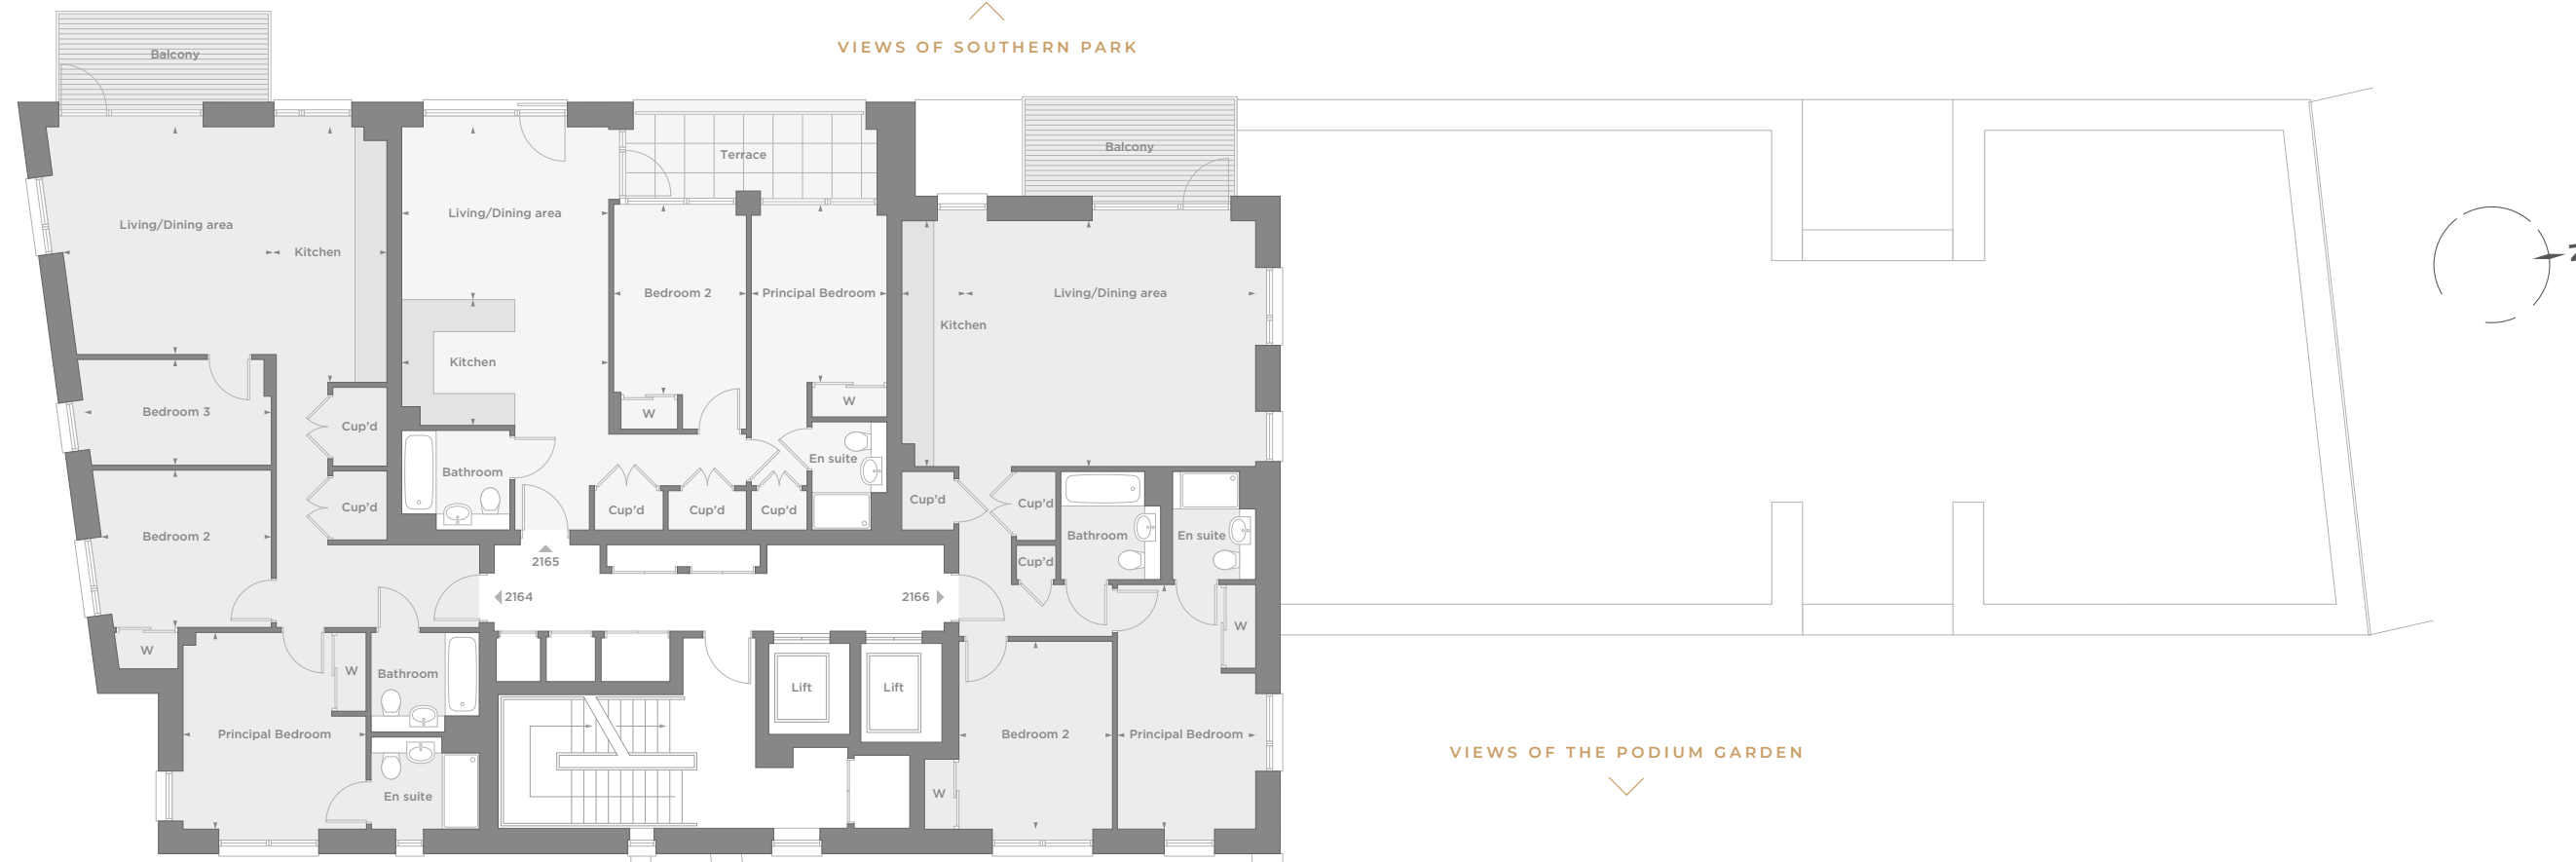 VIEWS OF SOUTHERN PARK
Balcony
Balcony
Terrace
Living/Dining area
Kitchen
Living/Dining area
Bedroom 2
Principal Bedroom
Living/Dining area
Kitchen
Kitchen
Bedroom 3
Cup'd
W
W
Bathroom
En suite
Cup'd
Cup'd
Cup'd
Cup'd
Cup'd
Cup'd
Bedroom 2
Bathroom
En suite
2165
Cup'd
2164
2166
W
W
W
Bathroom
Lift
Lift
Principal Bedroom
Bedroom 2
Principal Bedroom
VIEWS OF THE PODIUM GARDEN
En suite
W